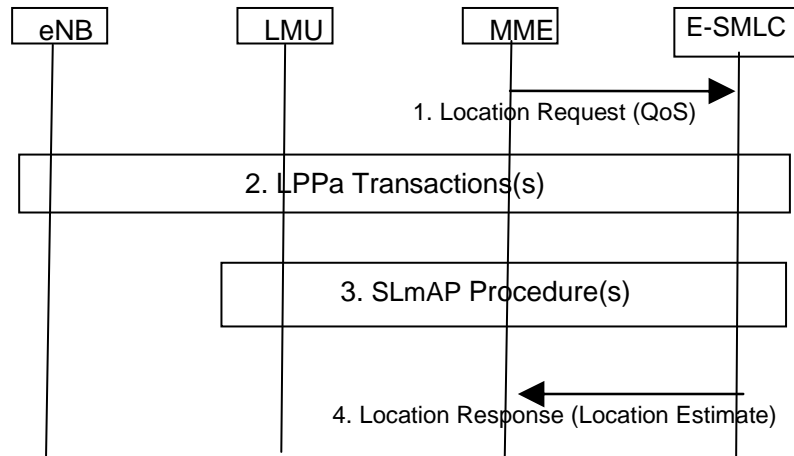 eNB
LMU
MME
E-SMLC
1. Location Request (QoS)
2. LPPa Transactions(s)
3. SLmAP Procedure(s)
4. Location Response (Location Estimate)